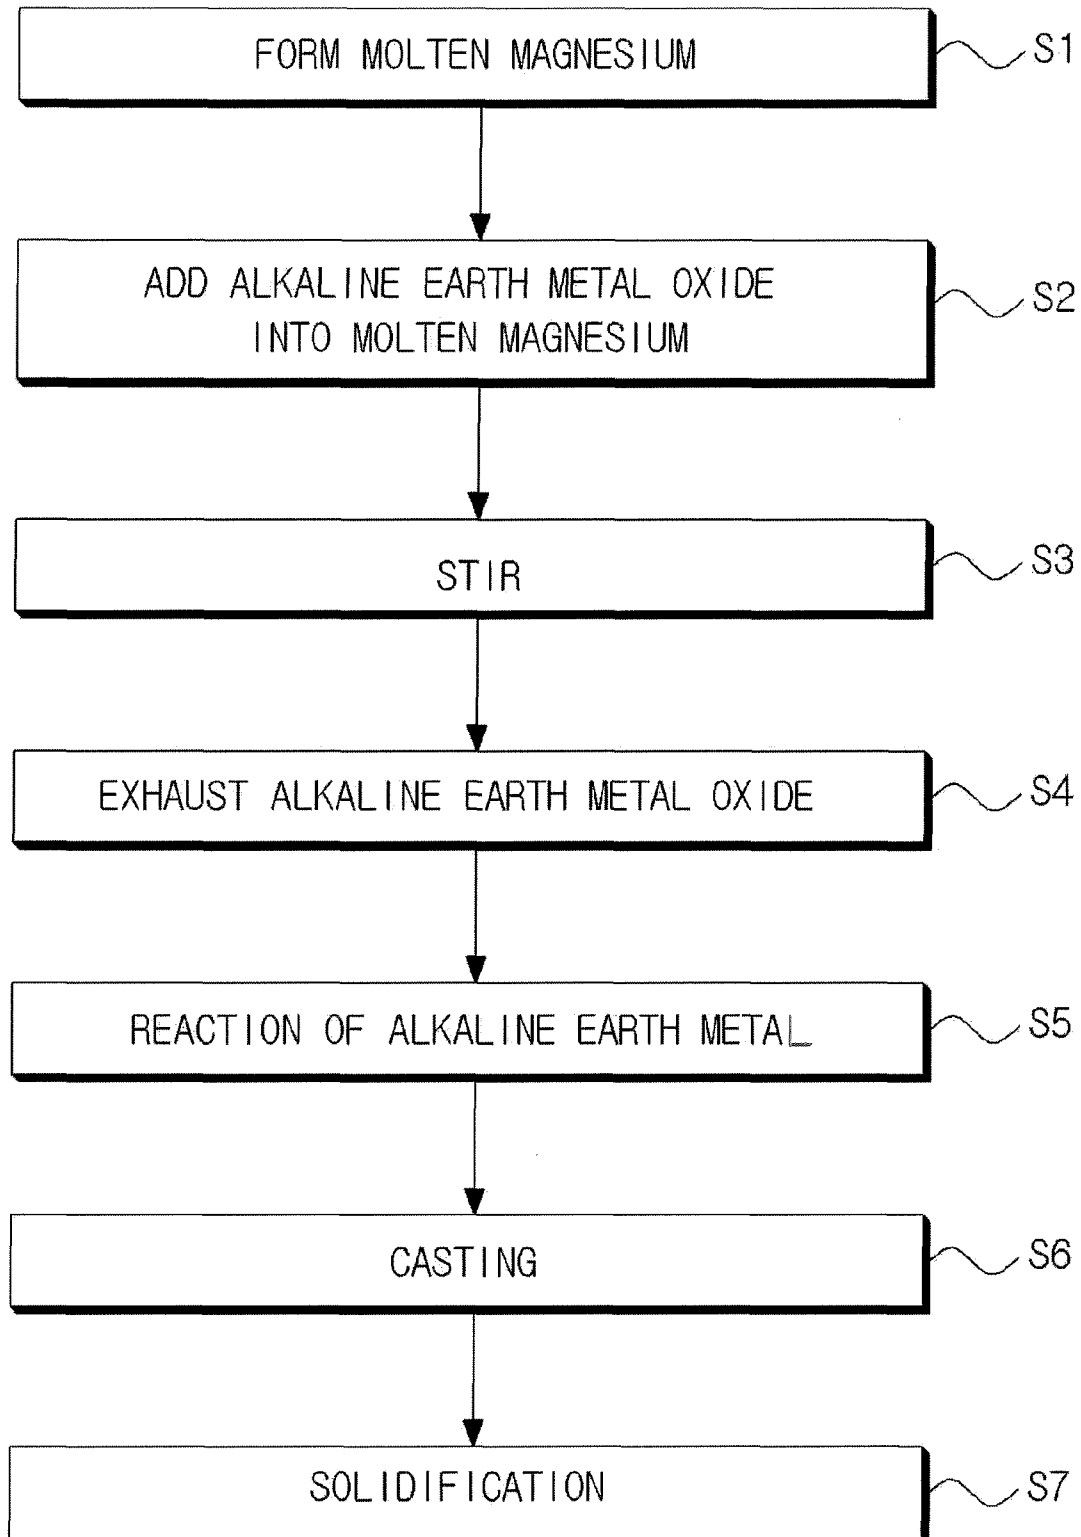 FORM MOLTEN MAGNESIUM
S1
ADD ALKALINE EARTH METAL OXIDE
INTO MOLTEN MAGNESIUM
S2
STIR
S3
EXHAUST ALKALINE EARTH METAL OXIDE
S4
REACTION OF ALKALINE EARTH METAL
S5
CASTING
S6
SOLIDIFICATION
S7